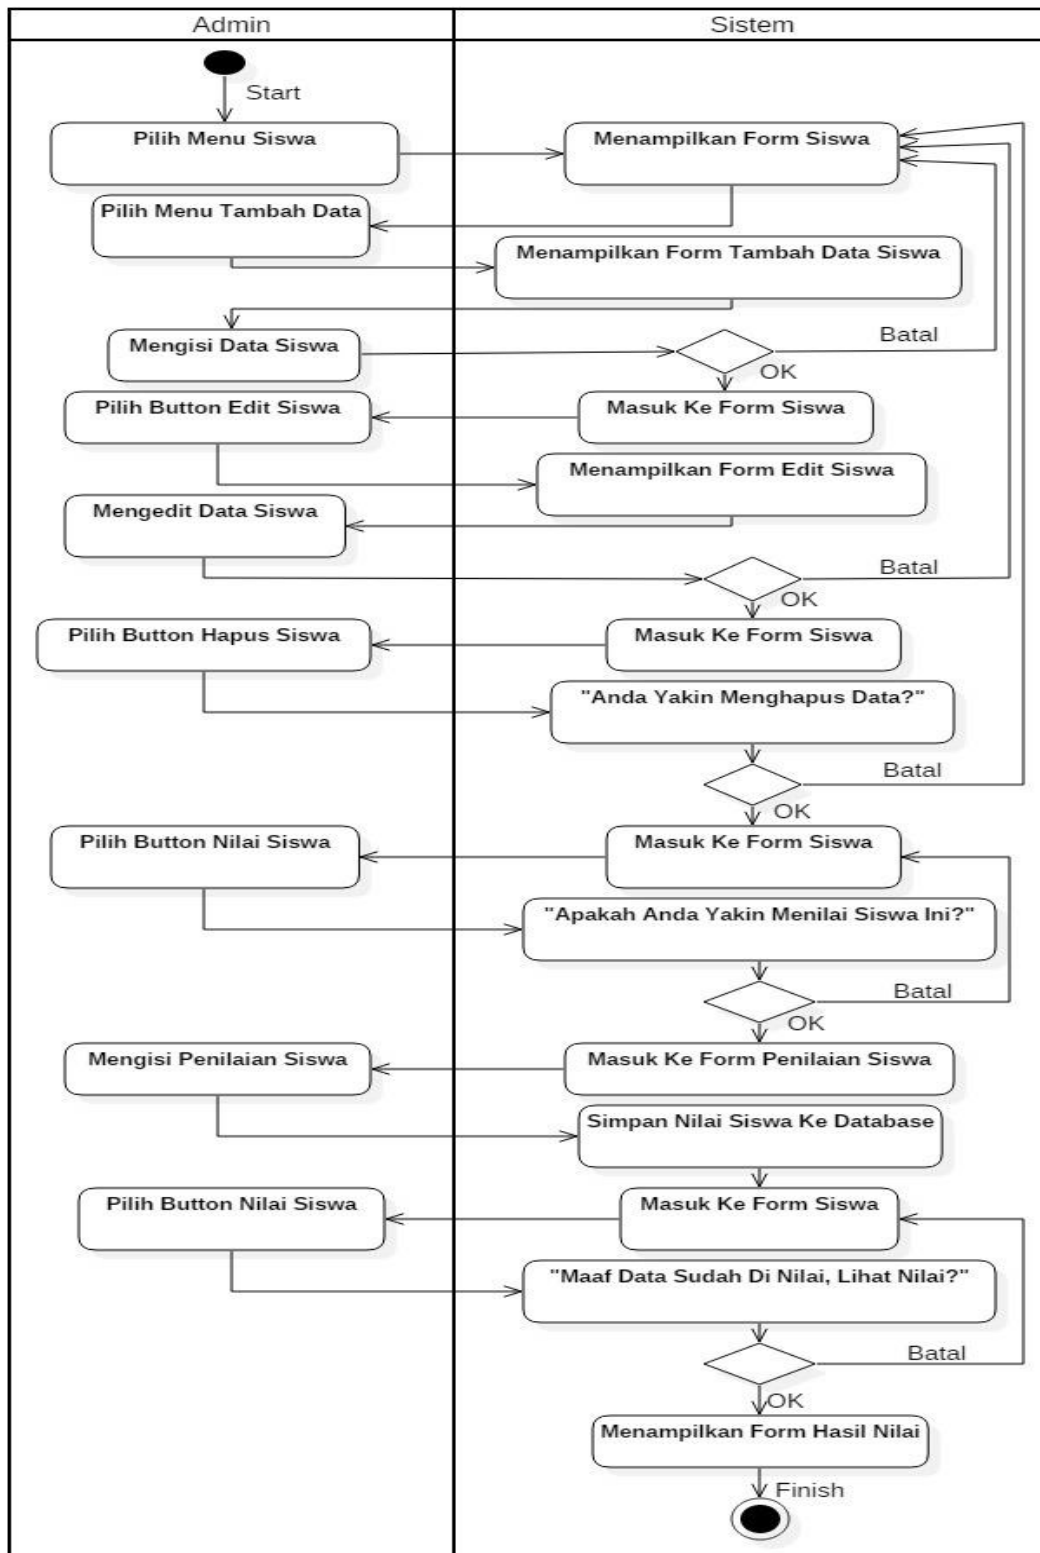 Admin
Sistem
Start
Pilih Menu Siswa
Menampilkan Form Siswa
Pilih Menu Tambah Data
Menampilkan Form Tambah Data Siswa
Mengisi Data Siswa
Batal
OK
Pilih Button Edit Siswa
Masuk Ke Form Siswa
Menampilkan Form Edit Siswa
Mengedit Data Siswa
Batal
OK
Pilih Button Hapus Siswa
Masuk Ke Form Siswa
"Anda Yakin Menghapus Data?"
Batal
OK
Pilih Button Nilai Siswa
Masuk Ke Form Siswa
"Apakah Anda Yakin Menilai Siswa Ini?"
Batal
OK
Mengisi Penilaian Siswa
Masuk Ke Form Penilaian Siswa
Simpan Nilai Siswa Ke Database
Pilih Button Nilai Siswa
Masuk Ke Form Siswa
"Maaf Data Sudah Di Nilai, Lihat Nilai?"
Batal
OK
Menampilkan Form Hasil Nilai
Finish